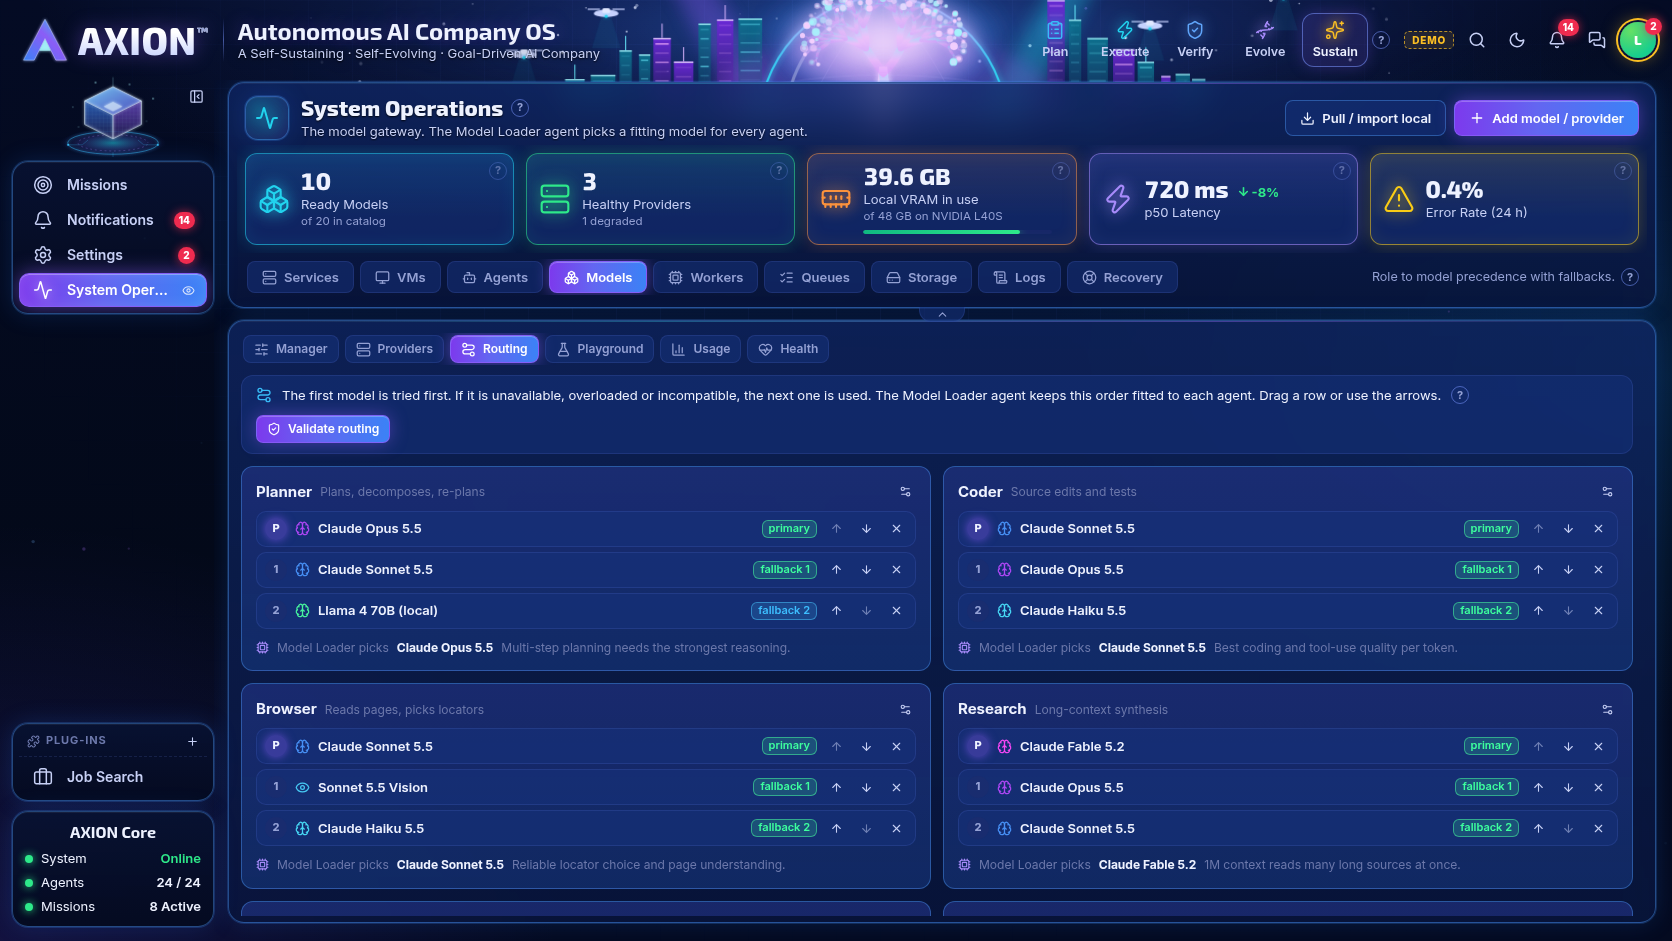 AXION™
Autonomous AI Company OS
A Self-Sustaining · Self-Evolving · Goal-Driven AI Company
Plan
Execute
Verify
Evolve
Sustain
?
DEMO
14
L
2
Missions
Notifications 14
Settings 2
System Oper...
PLUG-INS
Job Search
AXION Core
System Online
Agents 24 / 24
Missions 8 Active
System Operations ?
The model gateway. The Model Loader agent picks a fitting model for every agent.
Pull / import local
Add model / provider
10
Ready Models
of 20 in catalog
?
3
Healthy Providers
1 degraded
?
39.6 GB
Local VRAM in use
of 48 GB on NVIDIA L40S
?
720 ms -8%
p50 Latency
?
0.4%
Error Rate (24 h)
?
Services
VMs
Agents
Models
Workers
Queues
Storage
Logs
Recovery
Role to model precedence with fallbacks. ?
Manager
Providers
Routing
Playground
Usage
Health
The first model is tried first. If it is unavailable, overloaded or incompatible, the next one is used. The Model Loader agent keeps this order fitted to each agent. Drag a row or use the arrows. ?
Validate routing
Planner Plans, decomposes, re-plans
P Claude Opus 5.5 primary
1 Claude Sonnet 5.5 fallback 1
2 Llama 4 70B (local) fallback 2
Model Loader picks Claude Opus 5.5 Multi-step planning needs the strongest reasoning.
Coder Source edits and tests
P Claude Sonnet 5.5 primary
1 Claude Opus 5.5 fallback 1
2 Claude Haiku 5.5 fallback 2
Model Loader picks Claude Sonnet 5.5 Best coding and tool-use quality per token.
Browser Reads pages, picks locators
P Claude Sonnet 5.5 primary
1 Sonnet 5.5 Vision fallback 1
2 Claude Haiku 5.5 fallback 2
Model Loader picks Claude Sonnet 5.5 Reliable locator choice and page understanding.
Research Long-context synthesis
P Claude Fable 5.2 primary
1 Claude Opus 5.5 fallback 1
2 Claude Sonnet 5.5 fallback 2
Model Loader picks Claude Fable 5.2 1M context reads many long sources at once.